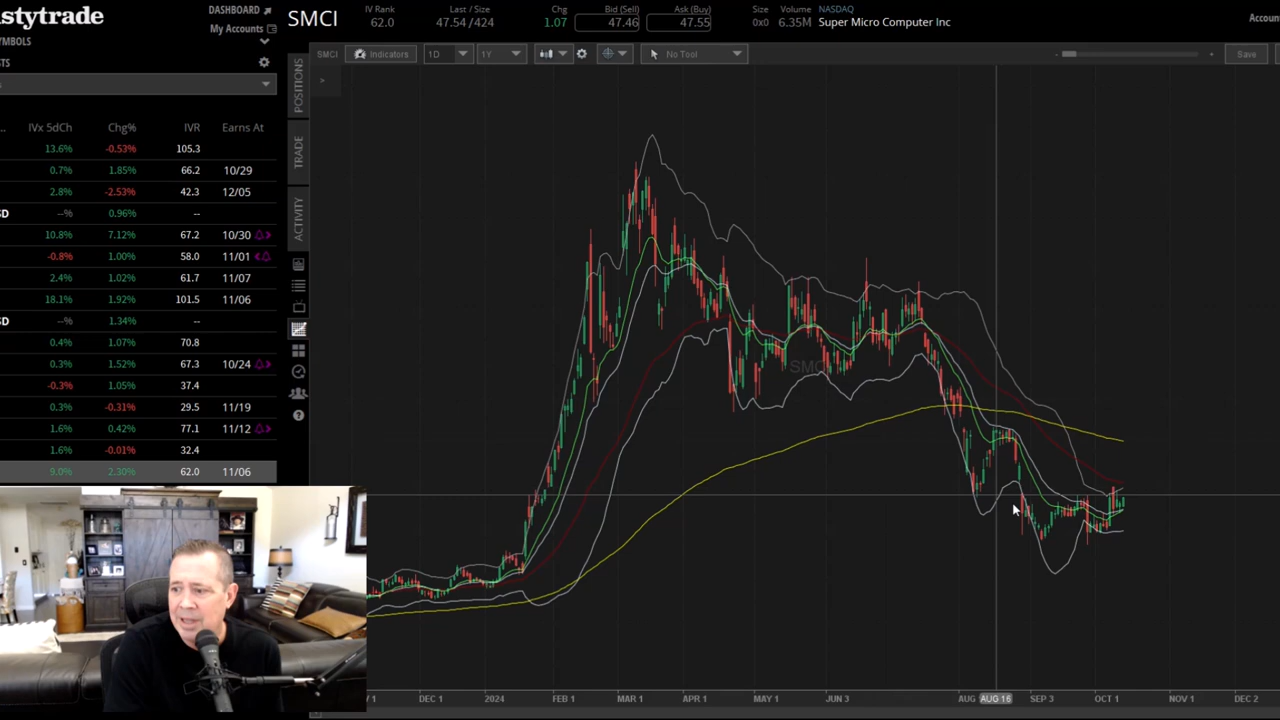 stytrade
DASHBOARD
My Accounts
YMBOLS
STS
SMCI
IV Rank
62.0
Last / Size
47.54 /424
Chg
1.07
Bid (Sell)
47.46
Ask (Buy)
47.55
Size
0x0
Volume
6.35M
NASDAQ
Super Micro Computer Inc
Accoun
SMCI
Indicators
1D
1Y
No Tool
-
+
Save
s
...
IVx 5dCh
Chg%
IVR
Earns At
13.6% -0.53% 105.3
0.7% 1.85% 66.2 10/29
2.8% -2.53% 42.3 12/05
SD --% 0.96% --
10.8% 7.12% 67.2 10/30
-0.8% 1.00% 58.0 11/01
2.4% 1.02% 61.7 11/07
18.1% 1.92% 101.5 11/06
SD --% 1.34% --
0.4% 1.07% 70.8
0.3% 1.52% 67.3 10/24
-0.3% 1.05% 37.4
0.3% -0.31% 29.5 11/19
1.6% 0.42% 77.1 11/12
1.6% -0.01% 32.4
9.0% 2.30% 62.0 11/06
POSITIONS
TRADE
ACTIVITY
>
SMCI
/ 1
DEC 1
2024
FEB 1
MAR 1
APR 1
MAY 1
JUN 3
AUG
AUG 16
SEP 3
OCT 1
NOV 1
DEC 2